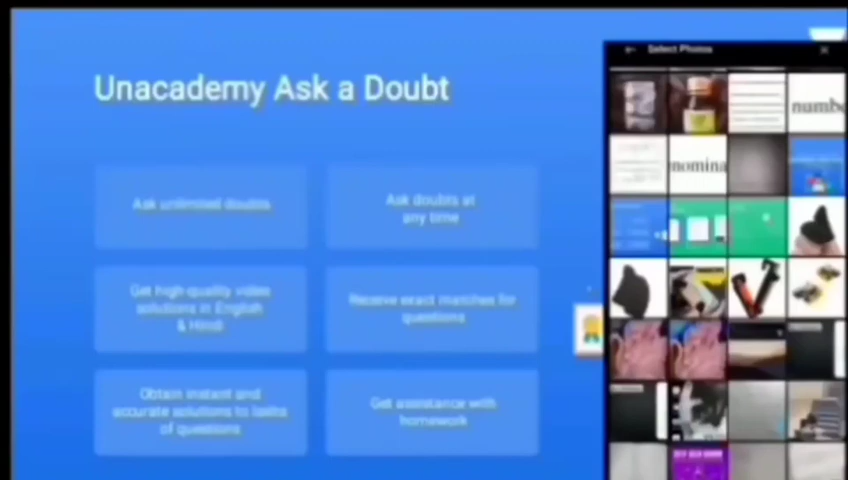 Select Photos
Unacademy Ask a Doubt
Ask unlimited doubts
Ask doubts at
any time
Get high-quality video
solutions in English
& Hindi
Receive exact matches for
questions
Obtain instant and
accurate solutions to lakhs
of questions
Get assistance with
homework
numb
nomina